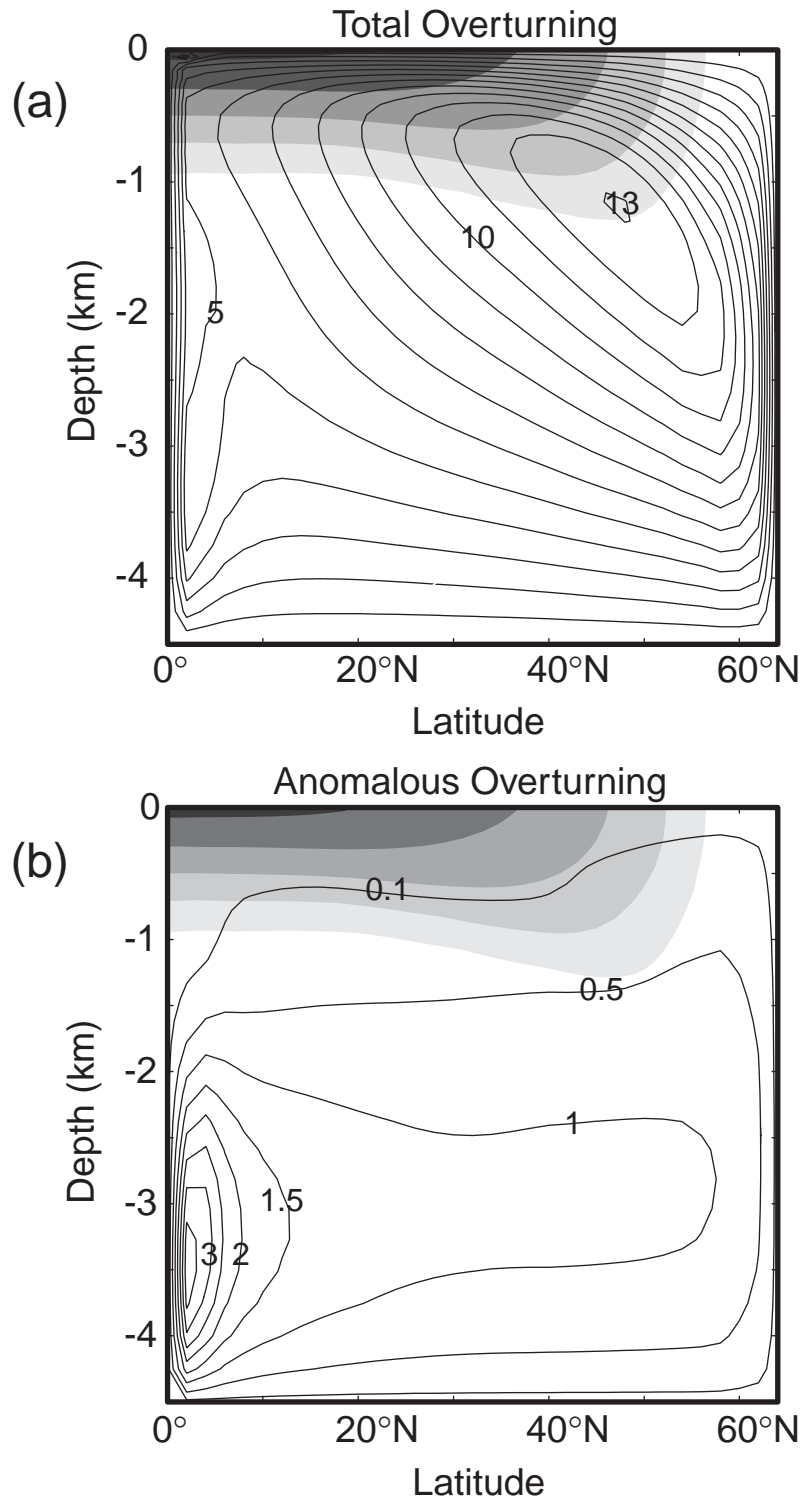 Total Overturning
(a)
0
-1
-2
-3
-4
Depth (km)
13
10
5
0° 20°N 40°N 60°N
Latitude
Anomalous Overturning
(b)
0
-1
-2
-3
-4
Depth (km)
0.1
0.5
1
1.5
3 2
0° 20°N 40°N 60°N
Latitude